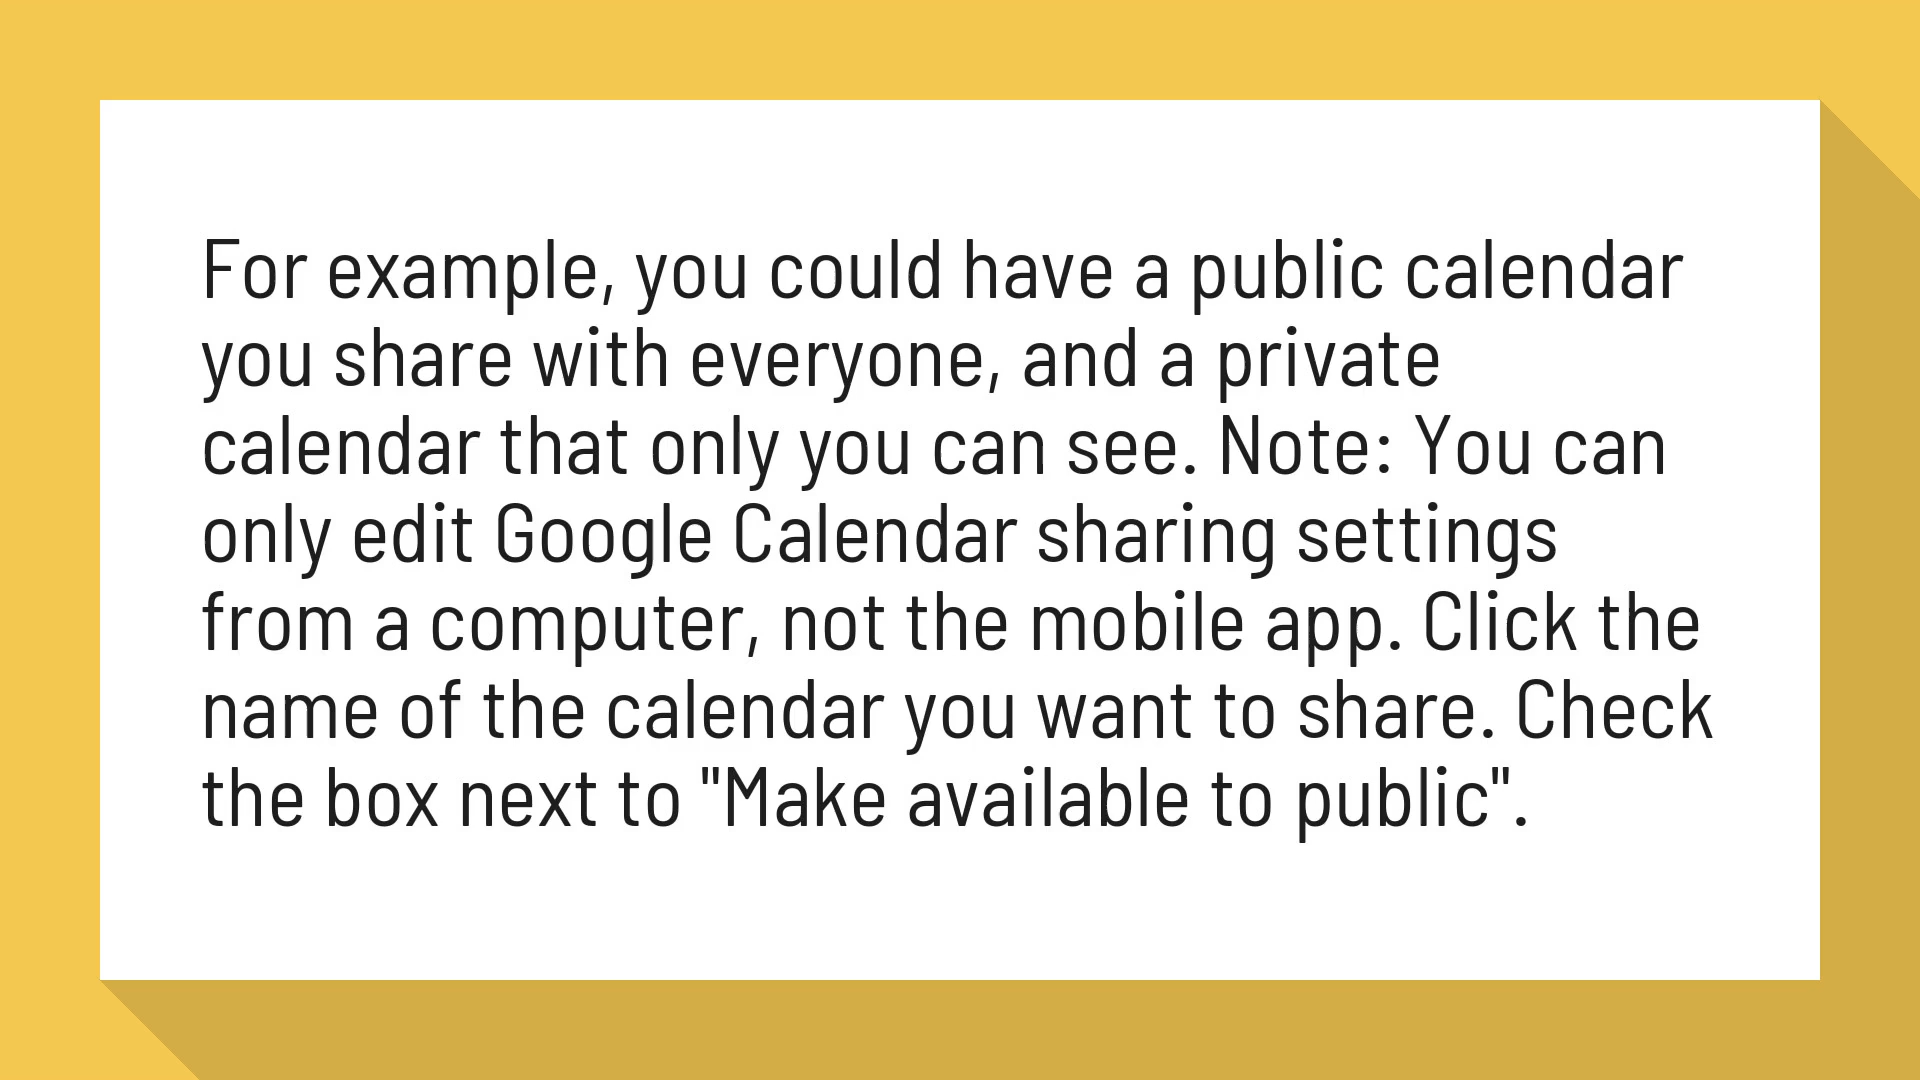 For example, you could have a public calendar
you share with everyone, and a private
calendar that only you can see. Note: You can
only edit Google Calendar sharing settings
from a computer, not the mobile app. Click the
name of the calendar you want to share. Check
the box next to "Make available to public".